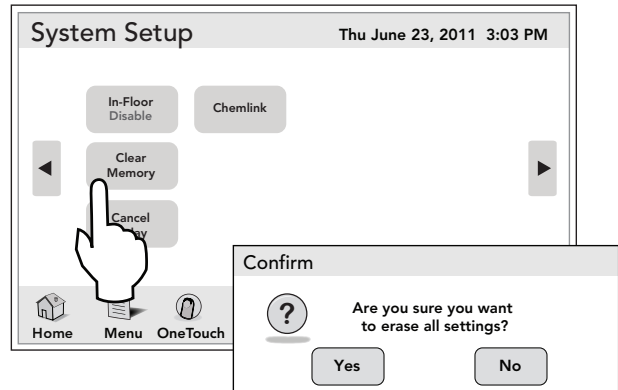 System Setup
Thu June 23, 2011 3:03 PM
In-Floor
Disable
Chemlink
Clear
Memory
Cancel
Home
Menu
OneTouch
Confirm
?
Are you sure you want
to erase all settings?
Yes
No